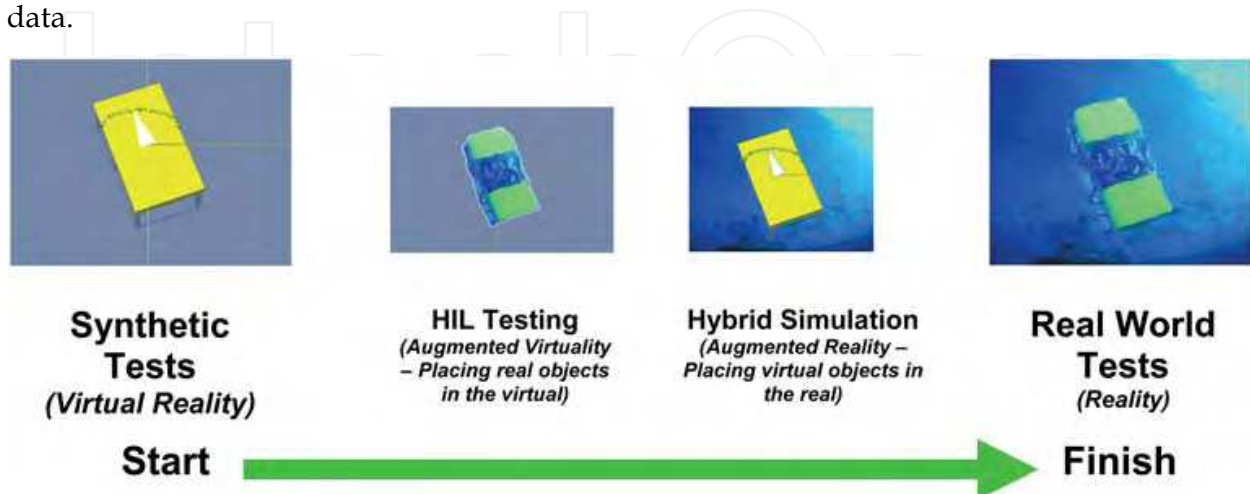 data.
Synthetic
Tests
(Virtual Reality)
HIL Testing
(Augmented Virtuality
– Placing real objects
in the virtual)
Hybrid Simulation
(Augmented Reality –
Placing virtual objects in
the real)
Real World
Tests
(Reality)
Start
Finish